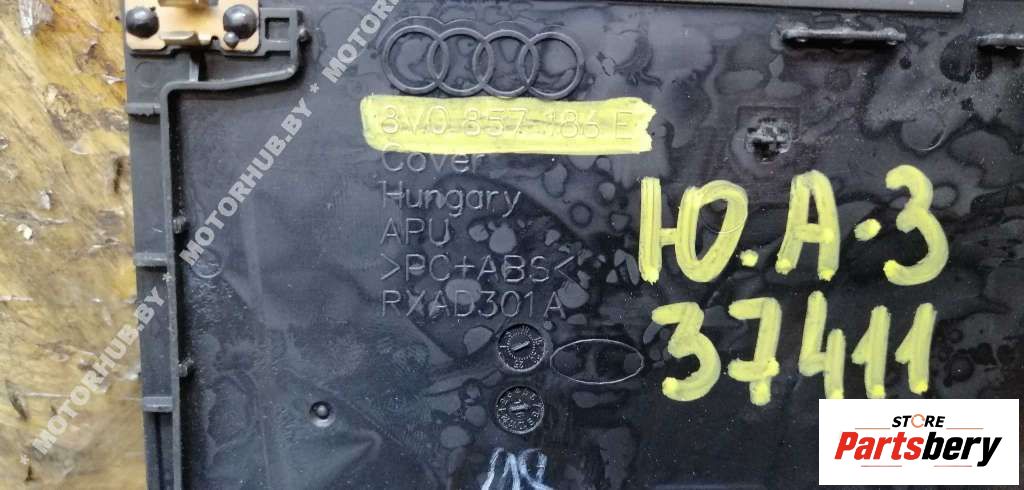 8V0 857 186 E
Cover
Hungary
APU
>PC+ABS<
RXAD301A
Ю.А.3
37411
MOTORHUB.BY * MOTORHUB.BY * MOTORHUB.BY *
STORE
Partsbery